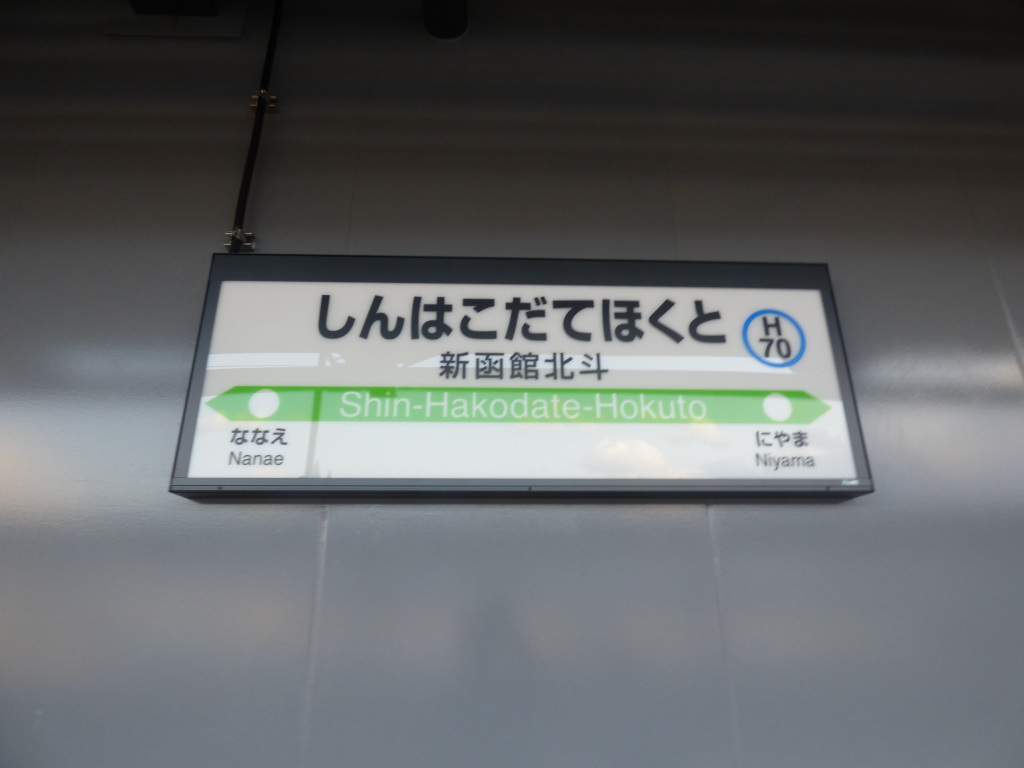 しんはこだてほくと
H
70
新函館北斗
Shin-Hakodate-Hokuto
ななえ
にやま
Nanae
Niyama